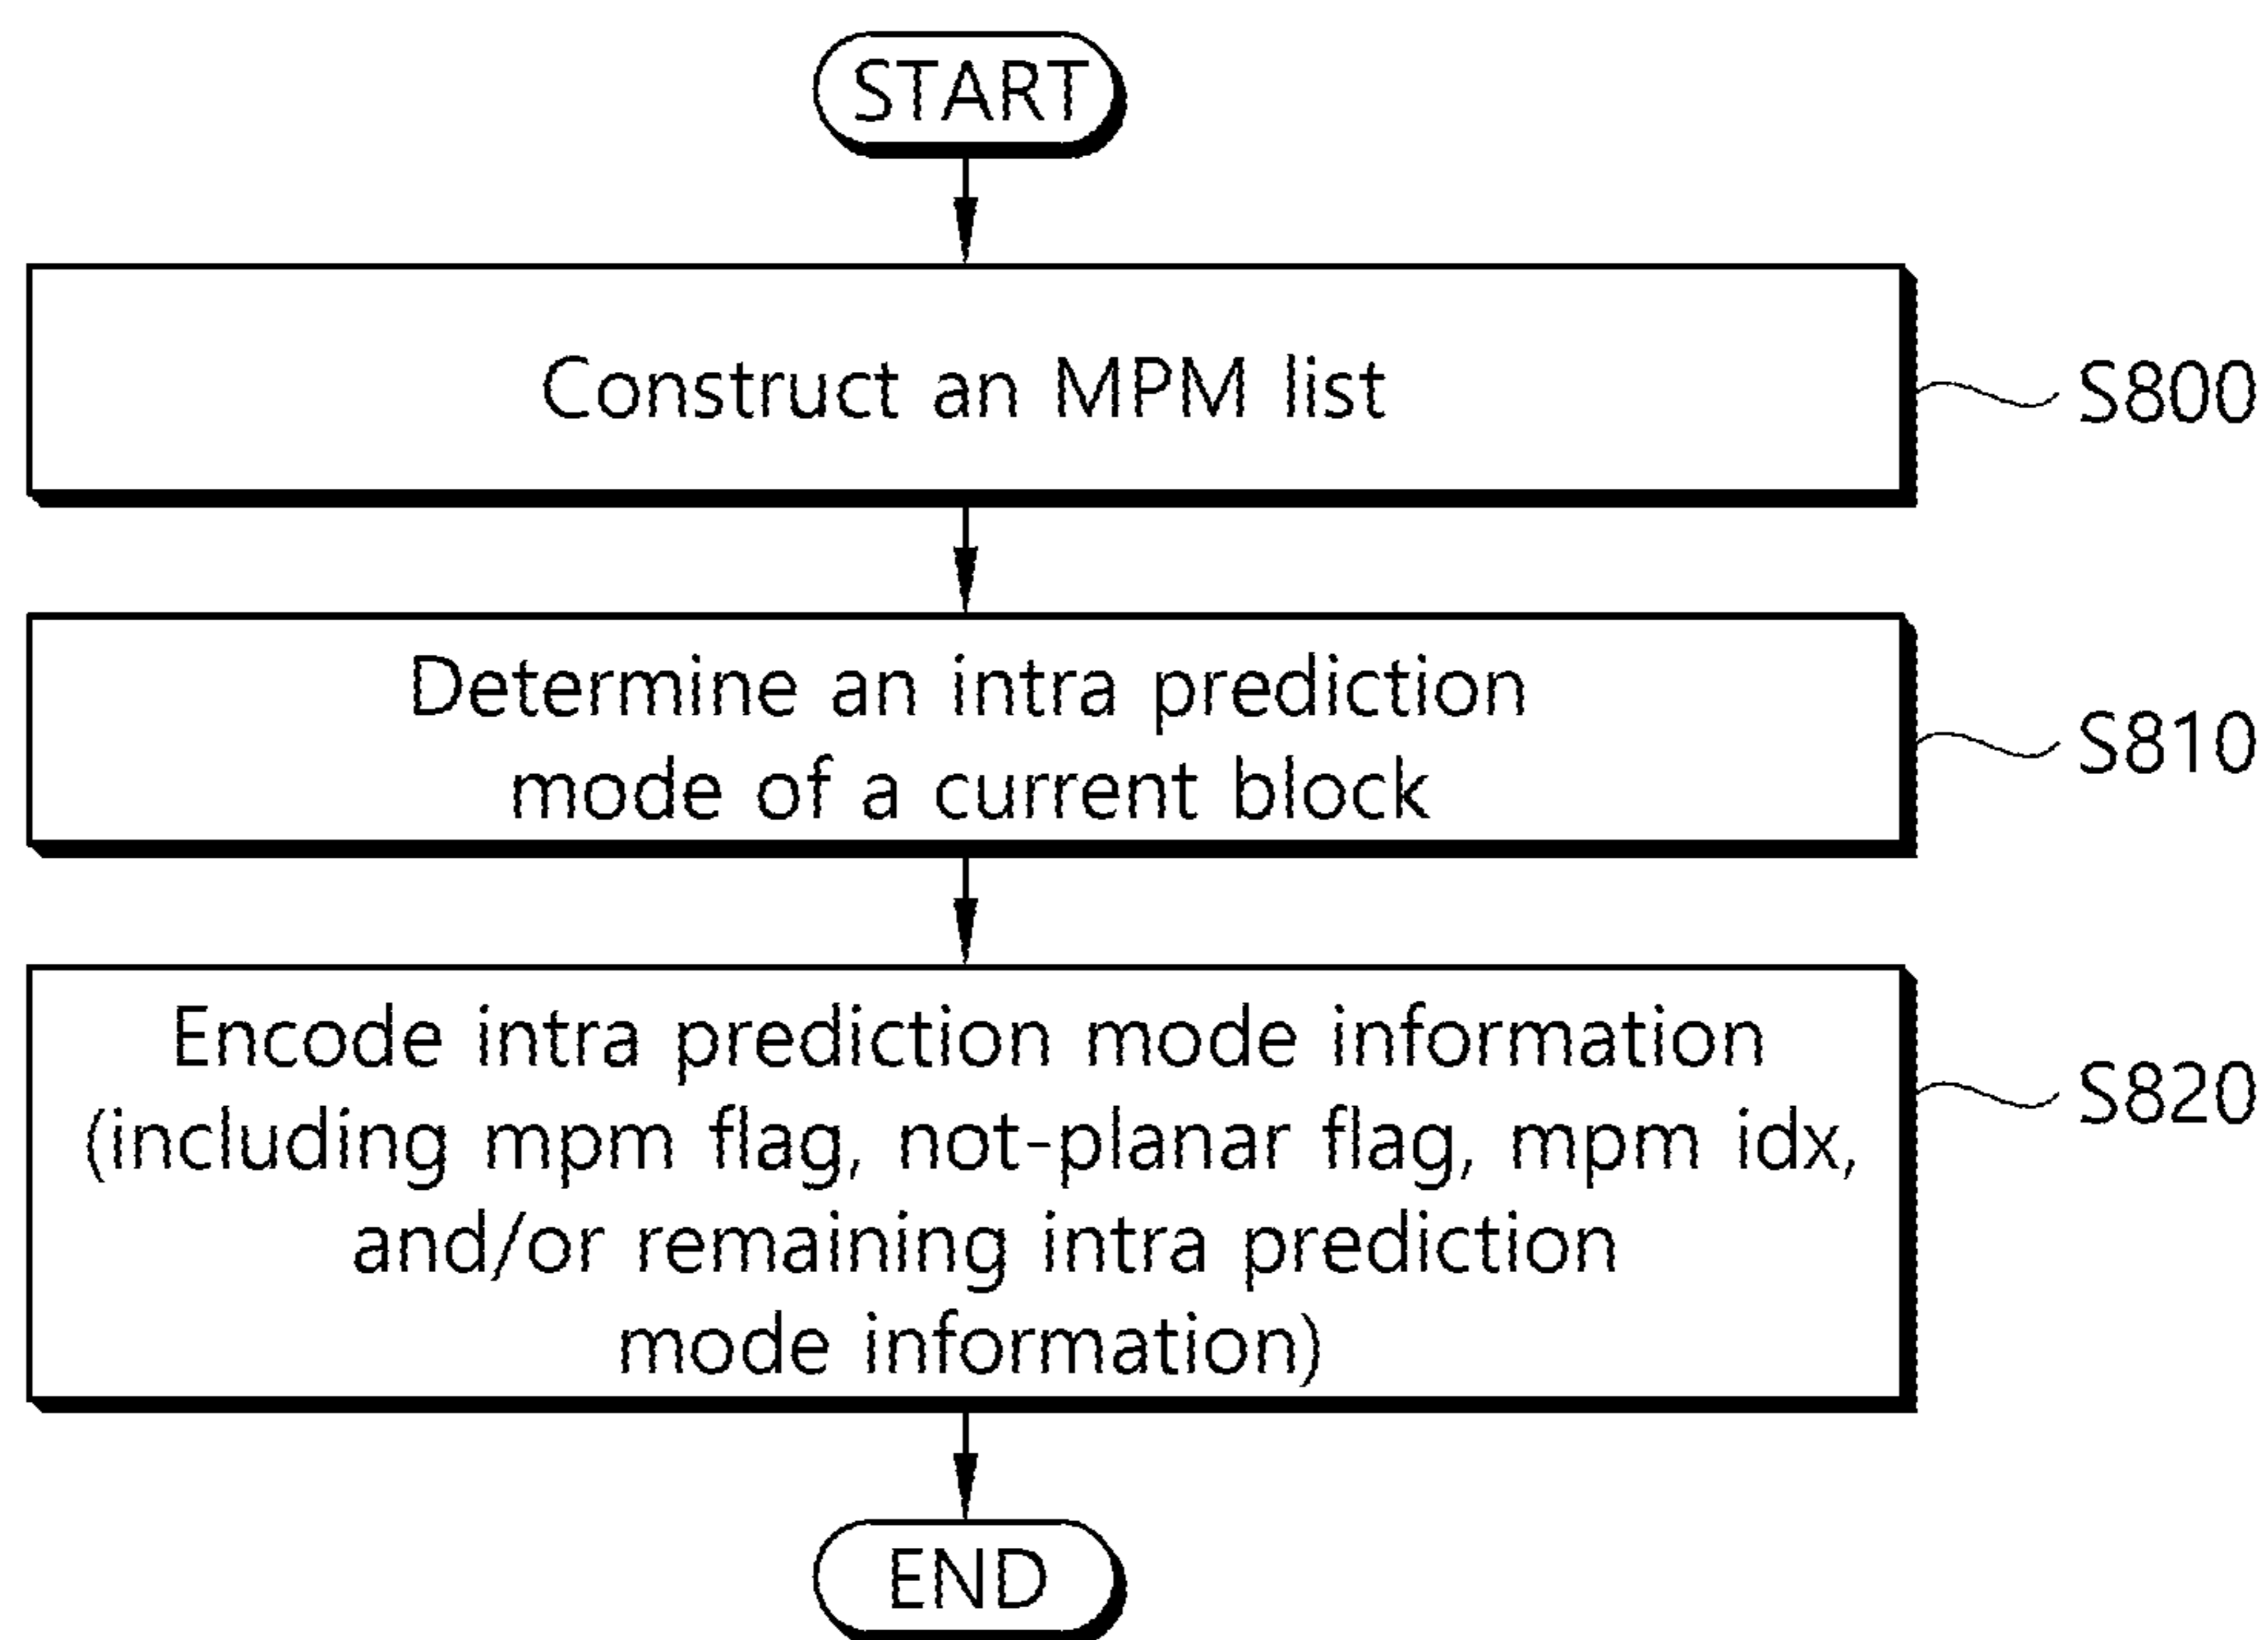 START
Construct an MPM list
S800
Determine an intra prediction
mode of a current block
S810
Encode intra prediction mode information
(including mpm flag, not-planar flag, mpm idx,
and/or remaining intra prediction
mode information)
S820
END